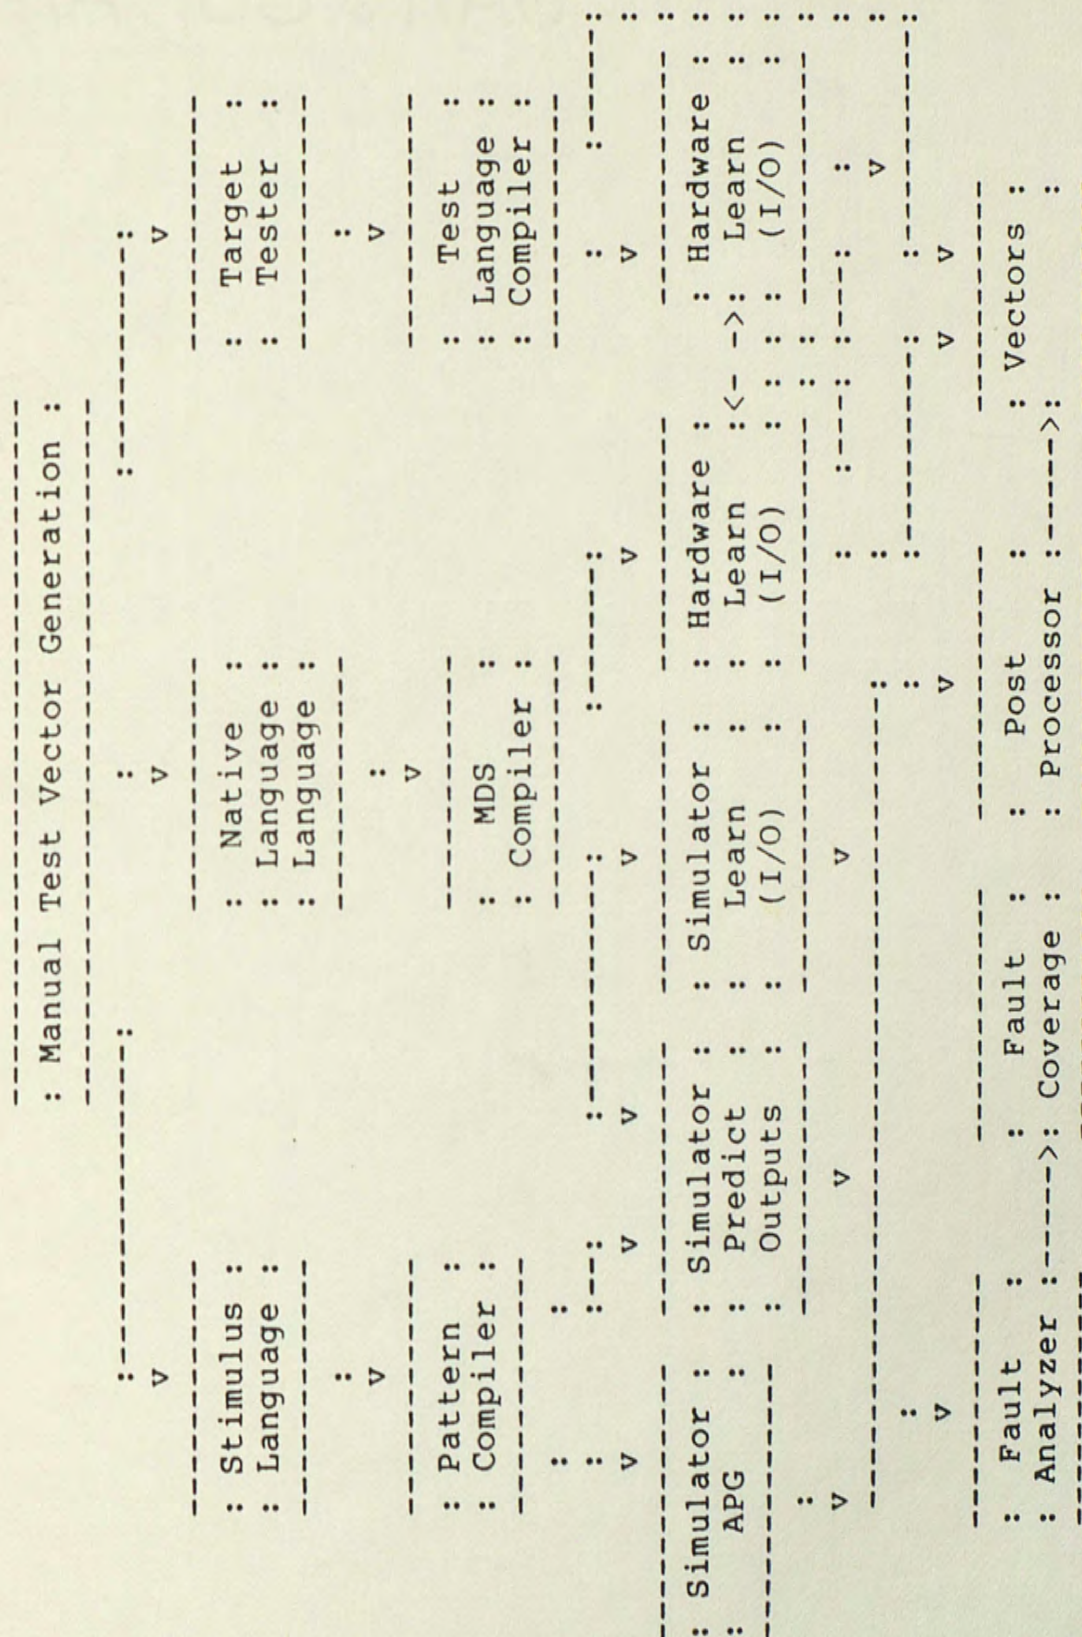 ---------------------------------
: Manual Test Vector Generation :
---------------------------------
: Stimulus :    : Native :    : Target :
: Language :    : Language :    : Tester :
: Language :
: Pattern :    : MDS :    : Test :
: Compiler :    : Compiler :    : Language :
: Compiler :
: Simulator :    : Simulator :    : Simulator :    : Hardware :    : Hardware :
: APG :    : Predict :    : Learn :    : Learn :<- ->: Learn :
: Outputs :    : (I/O) :    : (I/O) :    : (I/O) :
: Fault :    : Fault :    : Post :    : Vectors :
: Analyzer :----->: Coverage :    : Processor :----->:    :